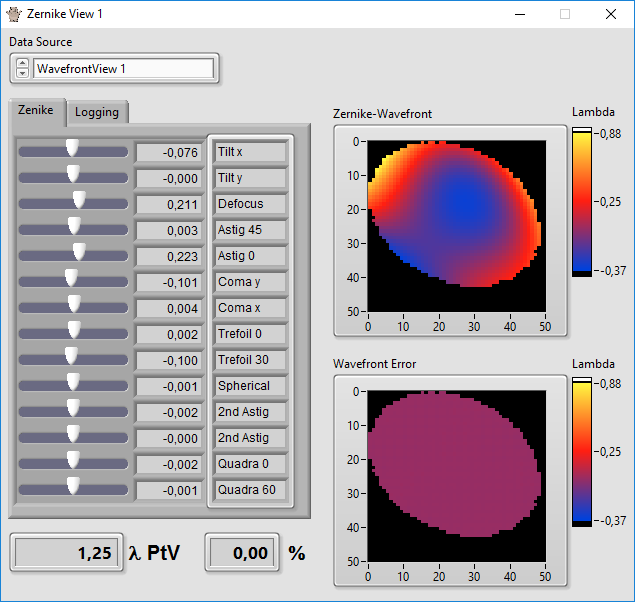 Zernike View 1
Data Source
WavefrontView 1
Zenike
Logging
-0,076 Tilt x
-0,000 Tilt y
0,211 Defocus
0,003 Astig 45
0,223 Astig 0
-0,101 Coma y
0,004 Coma x
0,002 Trefoil 0
-0,100 Trefoil 30
-0,001 Spherical
-0,002 2nd Astig
-0,000 2nd Astig
-0,002 Quadra 0
-0,001 Quadra 60
1,25 λ PtV 0,00 %
Zernike-Wavefront
Lambda
0
10
20
30
40
50
0 10 20 30 40 50
0,88
0,25
-0,37
Wavefront Error
Lambda
0
10
20
30
40
50
0 10 20 30 40 50
0,88
0,25
-0,37